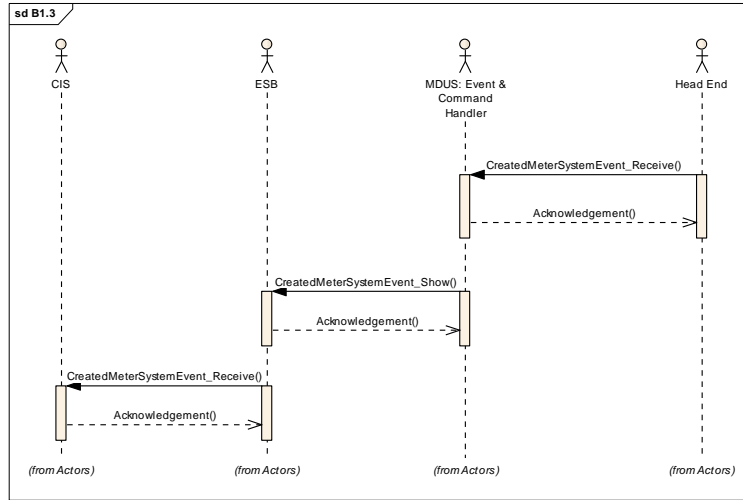 sd B1.3
CIS
ESB
MDUS: Event &
Command
Handler
Head End
CreatedMeterSystemEvent_Receive()
Acknowledgement()
CreatedMeterSystemEvent_Show()
Acknowledgement()
CreatedMeterSystemEvent_Receive()
Acknowledgement()
(from Actors)
(from Actors)
(from Actors)
(from Actors)